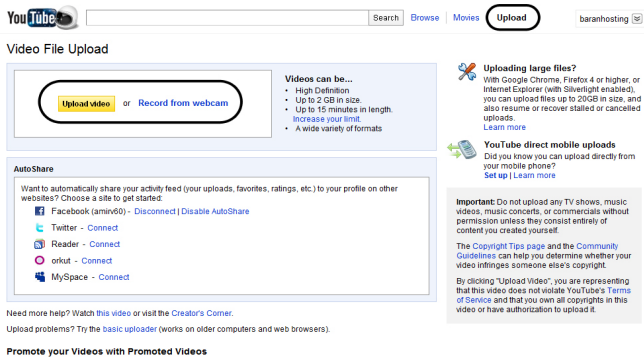 You Tube
Search
Browse
Movies
Upload
baranhosting
Video File Upload
Upload video or Record from webcam
Videos can be...
• High Definition
• Up to 2 GB in size.
• Up to 15 minutes in length.
Increase your limit.
• A wide variety of formats
Uploading large files?
With Google Chrome, Firefox 4 or higher, or
Internet Explorer (with Silverlight enabled),
you can upload files up to 20GB in size, and
also resume or recover stalled or cancelled
uploads.
Learn more
YouTube direct mobile uploads
Did you know you can upload directly from
your mobile phone?
Set up | Learn more
AutoShare
Want to automatically share your activity feed (your uploads, favorites, ratings, etc.) to your profile on other
websites? Choose a site to get started:
Facebook (amirv60) - Disconnect | Disable AutoShare
Twitter - Connect
Reader - Connect
orkut - Connect
MySpace - Connect
Important: Do not upload any TV shows, music
videos, music concerts, or commercials without
permission unless they consist entirely of
content you created yourself.
The Copyright Tips page and the Community
Guidelines can help you determine whether your
video infringes someone else's copyright.
By clicking "Upload Video", you are representing
that this video does not violate YouTube's Terms
of Service and that you own all copyrights in this
video or have authorization to upload it.
Need more help? Watch this video or visit the Creator's Corner.
Upload problems? Try the basic uploader (works on older computers and web browsers).
Promote your Videos with Promoted Videos